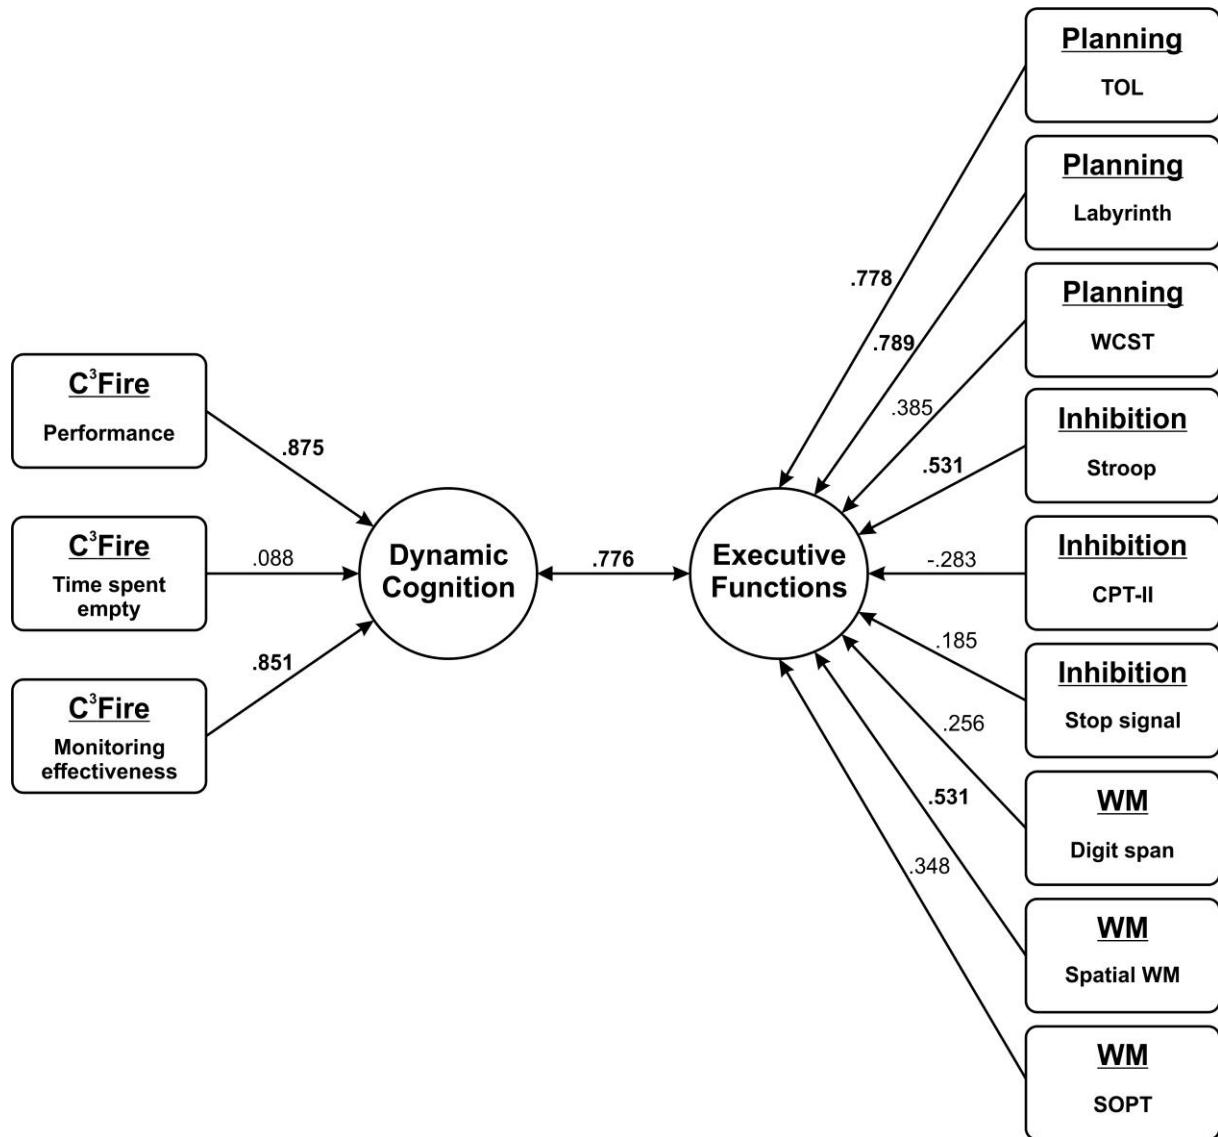 Planning
TOL
Planning
Labyrinth
.778
Planning
WCST
.789
C³Fire
Performance
.385
Inhibition
Stroop
.875
.531
C³Fire
Time spent
empty
.088
Dynamic
Cognition
.776
Executive
Functions
-.283
Inhibition
CPT-II
.851
.185
Inhibition
Stop signal
C³Fire
Monitoring
effectiveness
.256
.531
WM
Digit span
.348
WM
Spatial WM
WM
SOPT